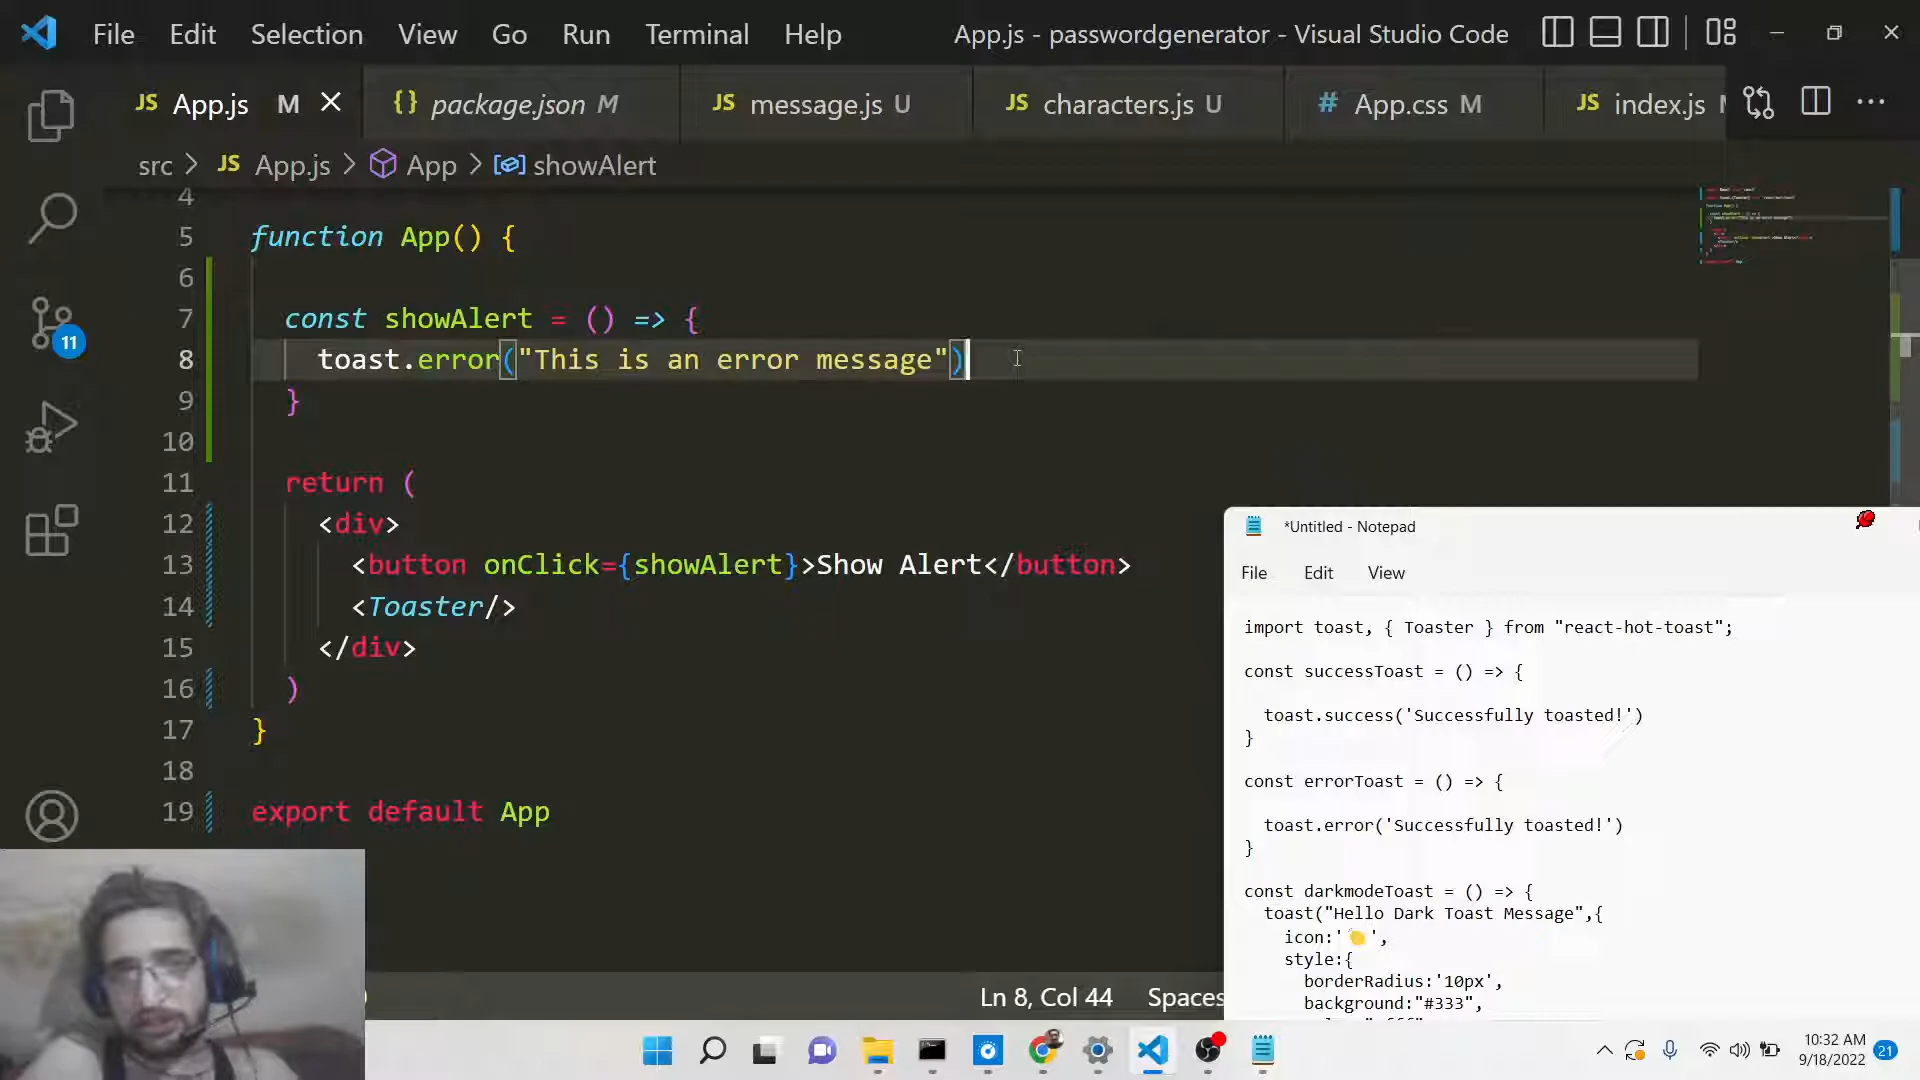 File Edit Selection View Go Run Terminal Help App.js - passwordgenerator - Visual Studio Code
JS App.js M {} package.json M JS message.js U JS characters.js U # App.css M JS index.js
src > JS App.js > App > showAlert
4
5 function App() {
6
7 const showAlert = () => {
8 toast.error("This is an error message")
9 }
10
11 return (
12 <div>
13 <button onClick={showAlert}>Show Alert</button>
14 <Toaster/>
15 </div>
16 )
17 }
18
19 export default App
11
*Untitled - Notepad
File Edit View
import toast, { Toaster } from "react-hot-toast";
const successToast = () => {
toast.success('Successfully toasted!')
}
const errorToast = () => {
toast.error('Successfully toasted!')
}
const darkmodeToast = () => {
toast("Hello Dark Toast Message",{
icon:'👏',
style:{
borderRadius:'10px',
background:"#333",
Ln 8, Col 44 Spaces
10:32 AM
9/18/2022 21